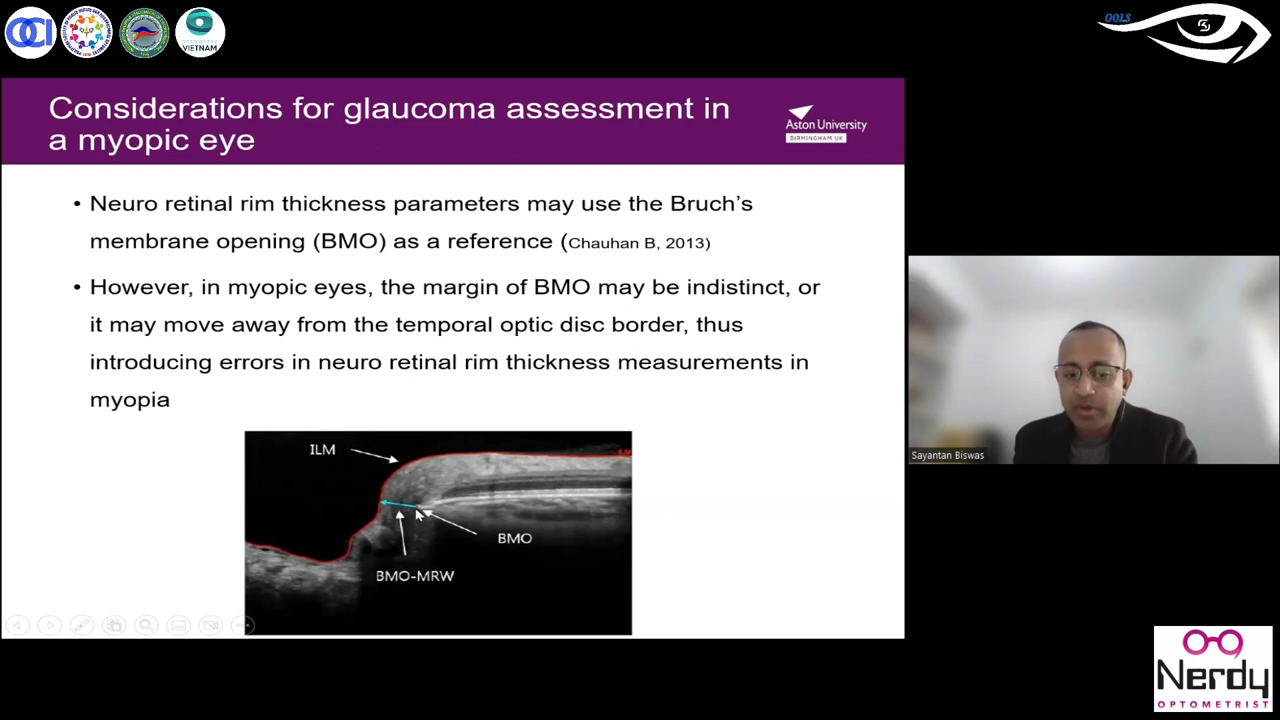 OCI
OPTOMETRY
VIETNAM
OOLS
Considerations for glaucoma assessment in
a myopic eye
Aston University
BIRMINGHAM UK
• Neuro retinal rim thickness parameters may use the Bruch’s
membrane opening (BMO) as a reference (Chauhan B, 2013)
• However, in myopic eyes, the margin of BMO may be indistinct, or
it may move away from the temporal optic disc border, thus
introducing errors in neuro retinal rim thickness measurements in
myopia
ILM
BMO
BMO-MRW
Sayantan Biswas
Nerdy
OPTOMETRIST